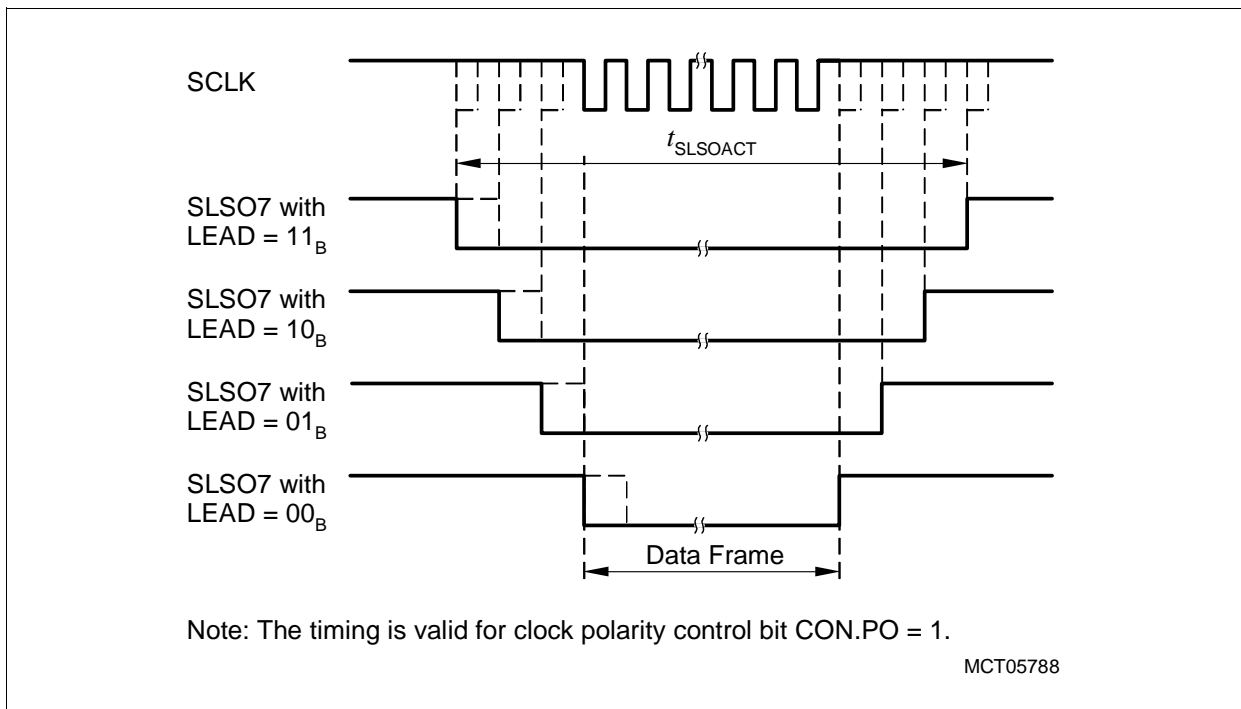 SCLK
tSLSOACT
SLSO7 with
LEAD = 11B
SLSO7 with
LEAD = 10B
SLSO7 with
LEAD = 01B
SLSO7 with
LEAD = 00B
Data Frame
Note: The timing is valid for clock polarity control bit CON.PO = 1.
MCT05788